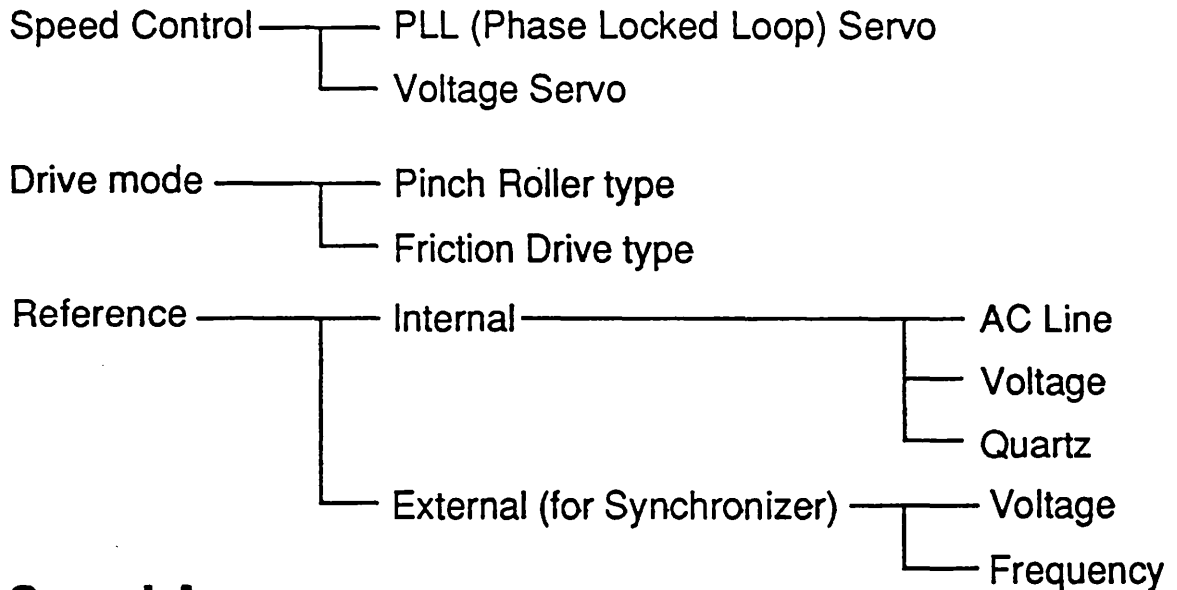 Speed Control PLL (Phase Locked Loop) Servo
Voltage Servo
Drive mode Pinch Roller type
Friction Drive type
Reference Internal AC Line
Voltage
Quartz
External (for Synchronizer) Voltage
Frequency